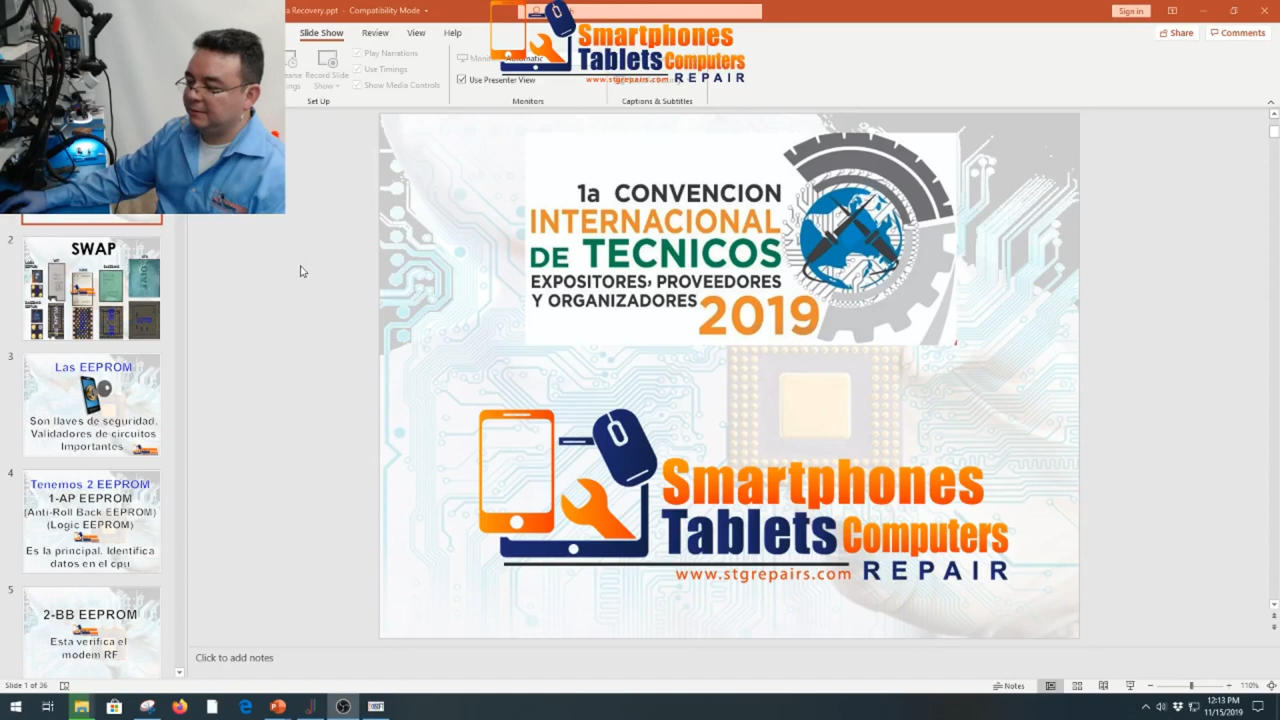 a Recovery.ppt - Compatibility Mode
Sign in
Slide Show
Review
View
Help
Share
Comments
Record Slide
Show
Play Narrations
Use Timings
Show Media Controls
Set Up
Automatic
Use Presenter View
Monitors
Captions & Subtitles
Smartphones
Tablets Computers
www.stgrepairs.com REPAIR
1a CONVENCION
INTERNACIONAL
DE TECNICOS
EXPOSITORES, PROVEEDORES
Y ORGANIZADORES 2019
Smartphones
Tablets Computers
www.stgrepairs.com REPAIR
2
SWAP
3
Las EEPROM
Son llaves de seguridad.
Validadores de circuitos
Importantes
4
Tenemos 2 EEPROM
1-AP EEPROM
(Anti-Roll Back EEPROM)
(Logic EEPROM)
Es la principal. Identifica
datos en el cpu
5
2-BB EEPROM
Esta verifica el
modem RF
Click to add notes
Slide 1 of 36
Notes
110%
12:13 PM
11/15/2019